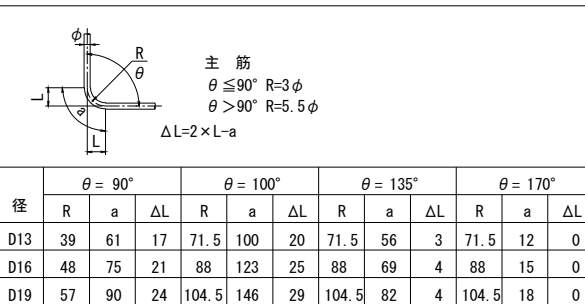 φ
R
θ
L
a
L
主 筋
θ≦90° R=3φ
θ>90° R=5.5φ
ΔL=2×L-a
径 θ= 90° θ= 100° θ= 135° θ= 170°
R a ΔL R a ΔL R a ΔL R a ΔL
D13 39 61 17 71.5 100 20 71.5 56 3 71.5 12 0
D16 48 75 21 88 123 25 88 69 4 88 15 0
D19 57 90 24 104.5 146 29 104.5 82 4 104.5 18 0